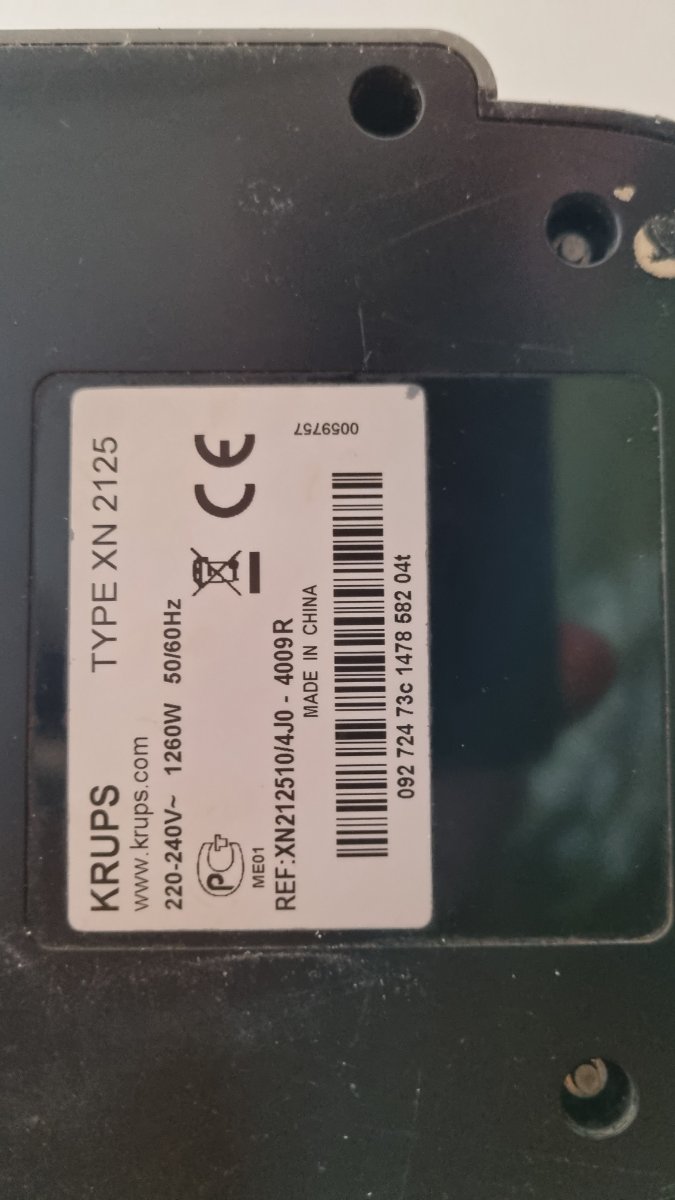 KRUPS TYPE XN 2125
www.krups.com
220-240V~ 1260W 50/60Hz
PCT
ME01
CE
REF:XN212510/4J0 - 4009R
MADE IN CHINA
0059757
092 724 73c 1478 582 04t